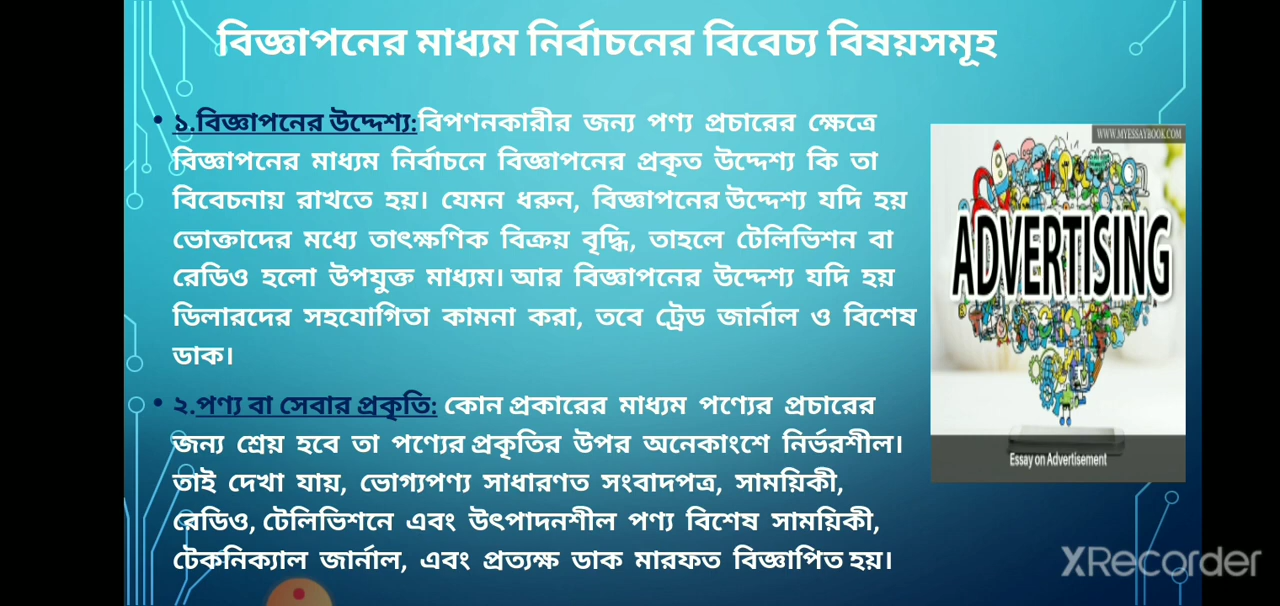 বিজ্ঞাপনের মাধ্যম নির্বাচনের বিবেচ্য বিষয়সমূহ
• ১.বিজ্ঞাপনের উদ্দেশ্য:বিপণনকারীর জন্য পণ্য প্রচারের ক্ষেত্রে
বিজ্ঞাপনের মাধ্যম নির্বাচনে বিজ্ঞাপনের প্রকৃত উদ্দেশ্য কি তা
বিবেচনায় রাখতে হয়। যেমন ধরুন, বিজ্ঞাপনের উদ্দেশ্য যদি হয়
ভোক্তাদের মধ্যে তাৎক্ষণিক বিক্রয় বৃদ্ধি, তাহলে টেলিভিশন বা
রেডিও হলো উপযুক্ত মাধ্যম। আর বিজ্ঞাপনের উদ্দেশ্য যদি হয়
ডিলারদের সহযোগিতা কামনা করা, তবে ট্রেড জার্নাল ও বিশেষ
ডাক।
• ২.পণ্য বা সেবার প্রকৃতি: কোন প্রকারের মাধ্যম পণ্যের প্রচারের
জন্য শ্রেয় হবে তা পণ্যের প্রকৃতির উপর অনেকাংশে নির্ভরশীল।
তাই দেখা যায়, ভোগ্যপণ্য সাধারণত সংবাদপত্র, সাময়িকী,
রেডিও, টেলিভিশনে এবং উৎপাদনশীল পণ্য বিশেষ সাময়িকী,
টেকনিক্যাল জার্নাল, এবং প্রত্যক্ষ ডাক মারফত বিজ্ঞাপিত হয়।
WWW.MYESSAYBOOK.COM
ADVERTISING
Essay on Advertisement
XRecorder